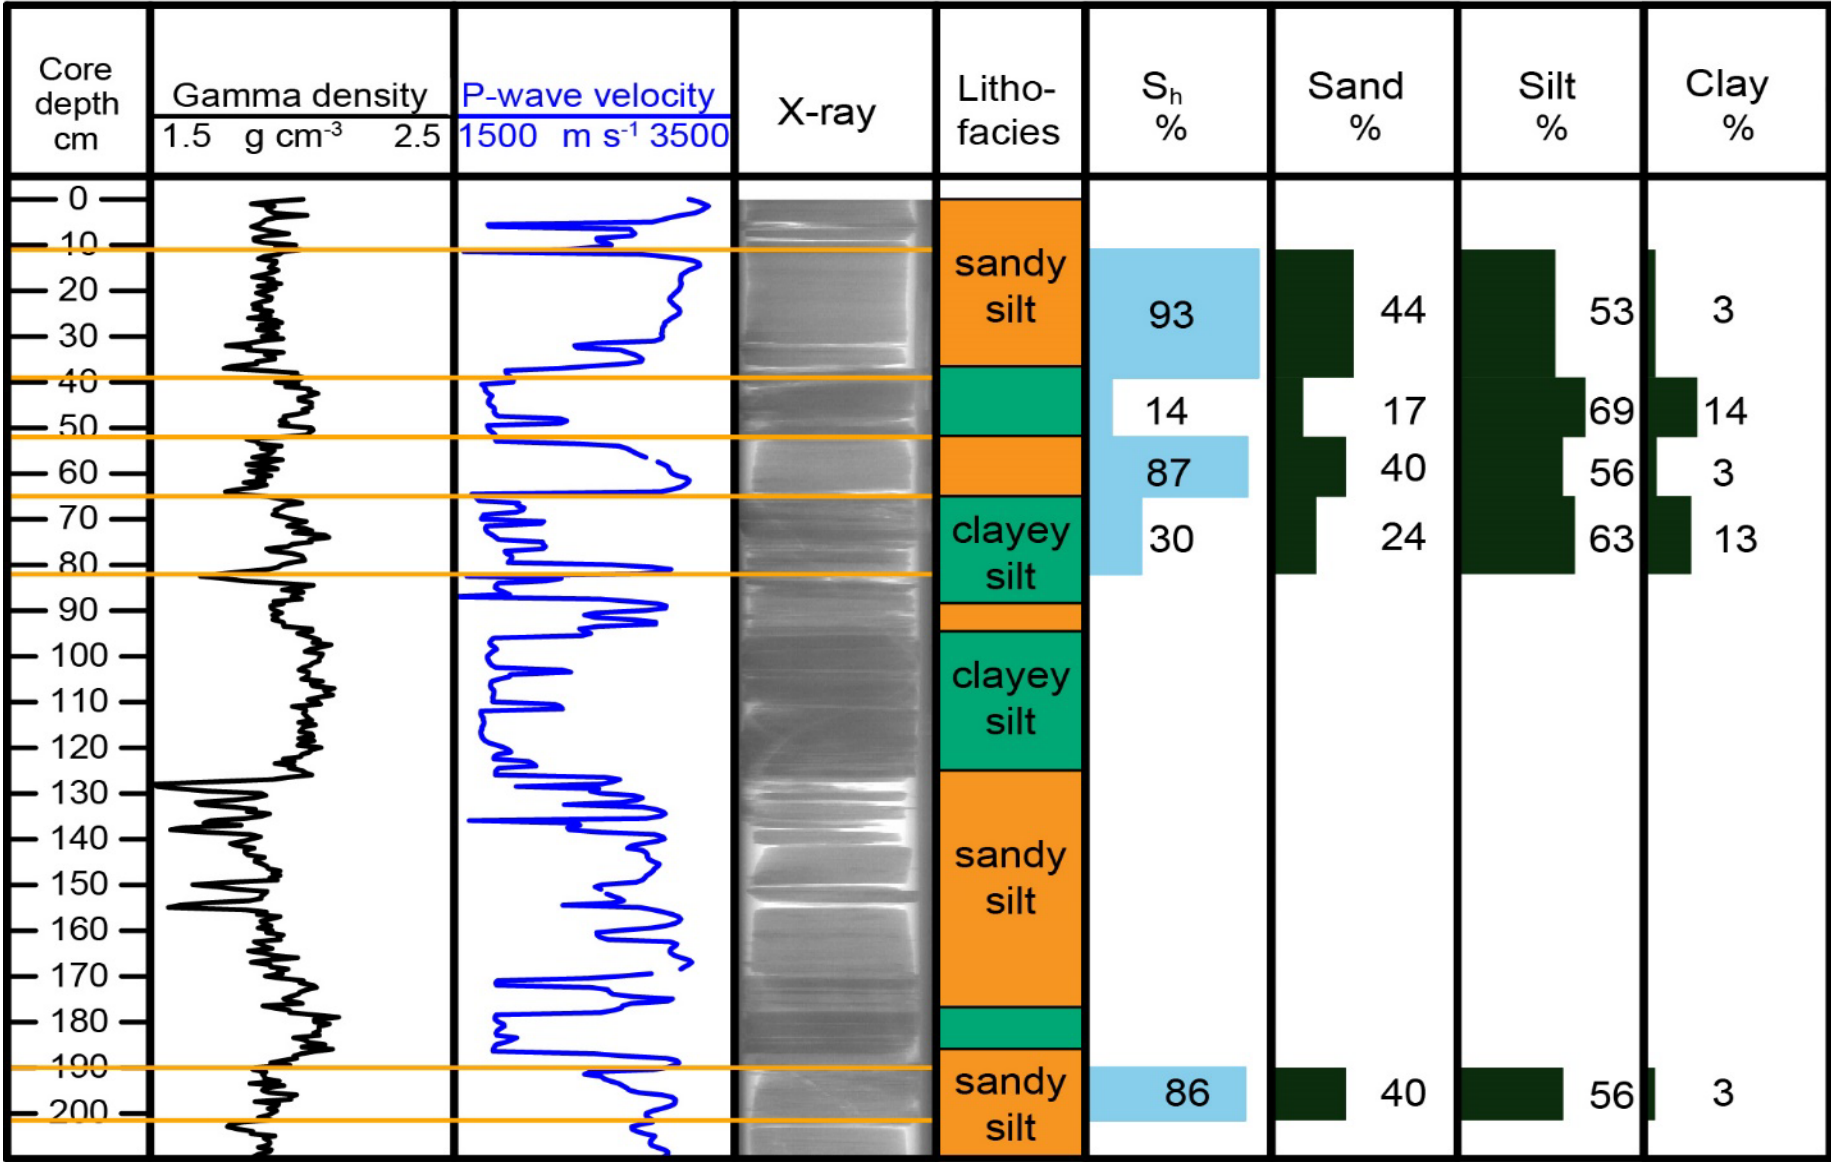 Core
depth
cm
Gamma density
1.5 g cm-3 2.5
P-wave velocity
1500 m s-1 3500
X-ray
Litho-
facies
Sh
%
Sand
%
Silt
%
Clay
%
0
10
20
30
40
50
60
70
80
90
100
110
120
130
140
150
160
170
180
190
200
sandy
silt
clayey
silt
clayey
silt
sandy
silt
sandy
silt
93 44 53 3
14 17 69 14
87 40 56 3
30 24 63 13
86 40 56 3